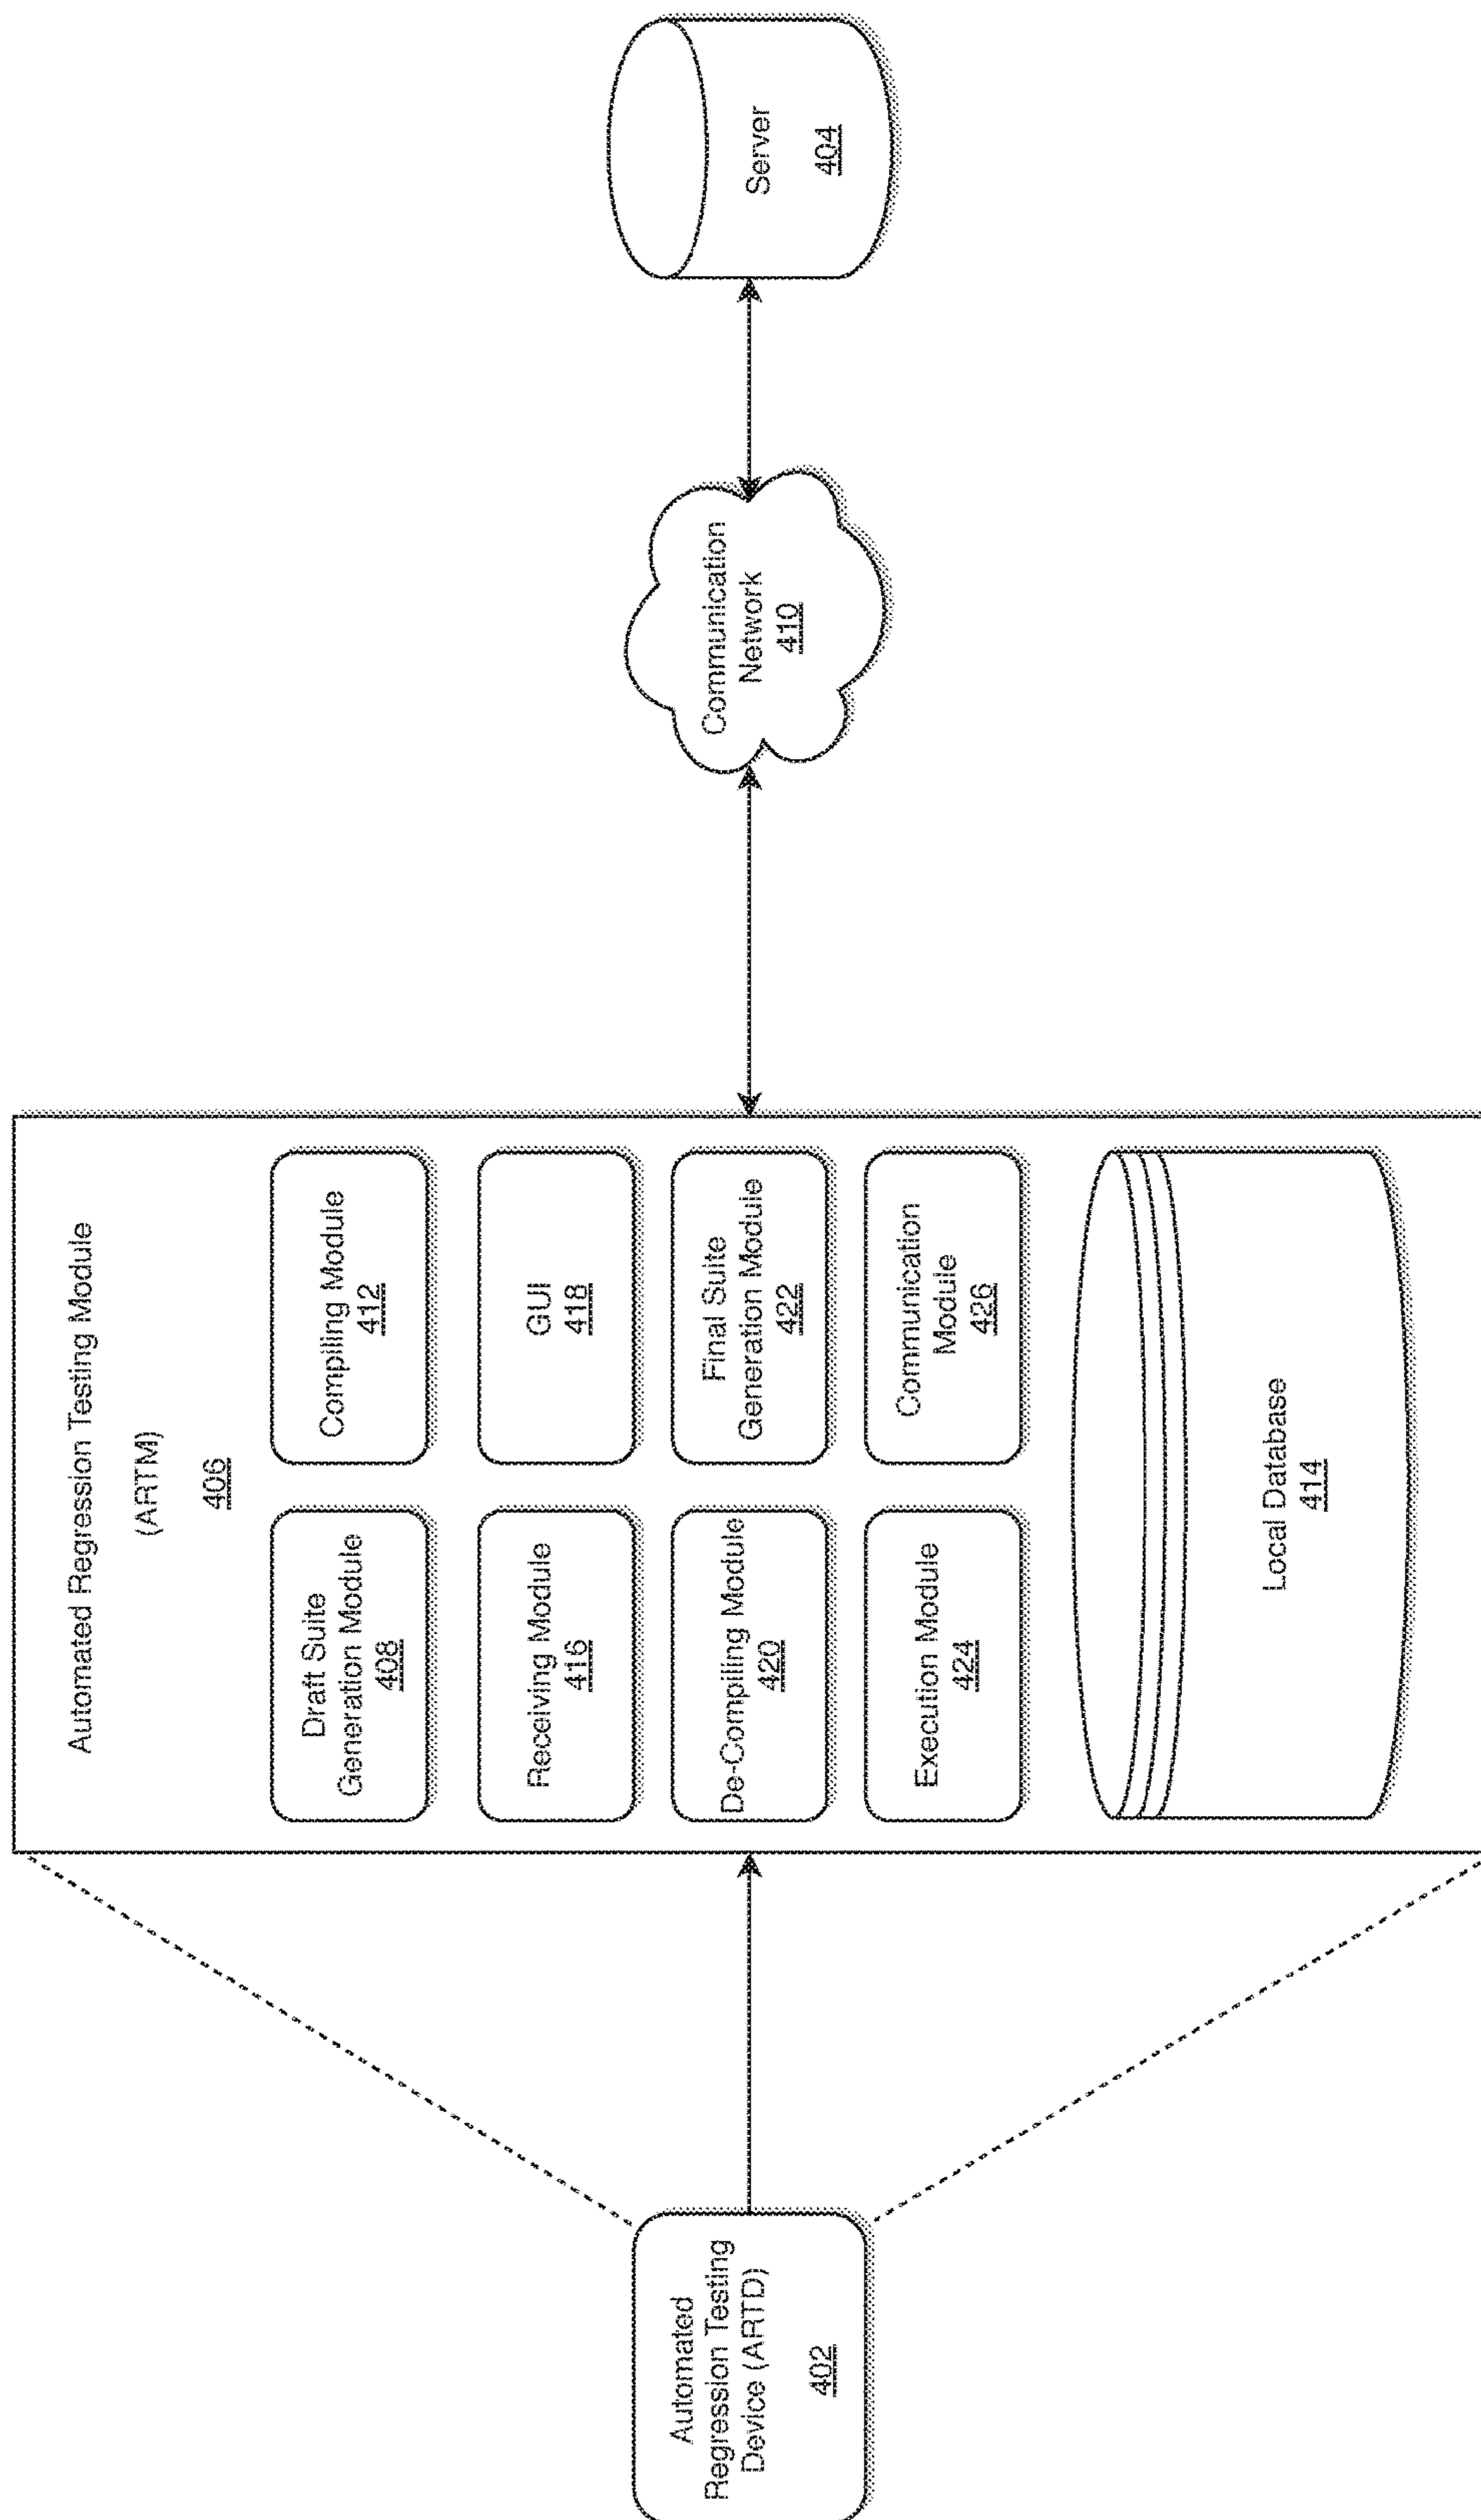 Automated
Regression Testing
Device (ARTD)
402
Automated Regression Testing Module
(ARTM)
406
Draft Suite
Generation Module
408
Compiling Module
412
Receiving Module
416
GUI
418
De-Compiling Module
420
Final Suite
Generation Module
422
Execution Module
424
Communication
Module
426
Local Database
414
Communication
Network
410
Server
404